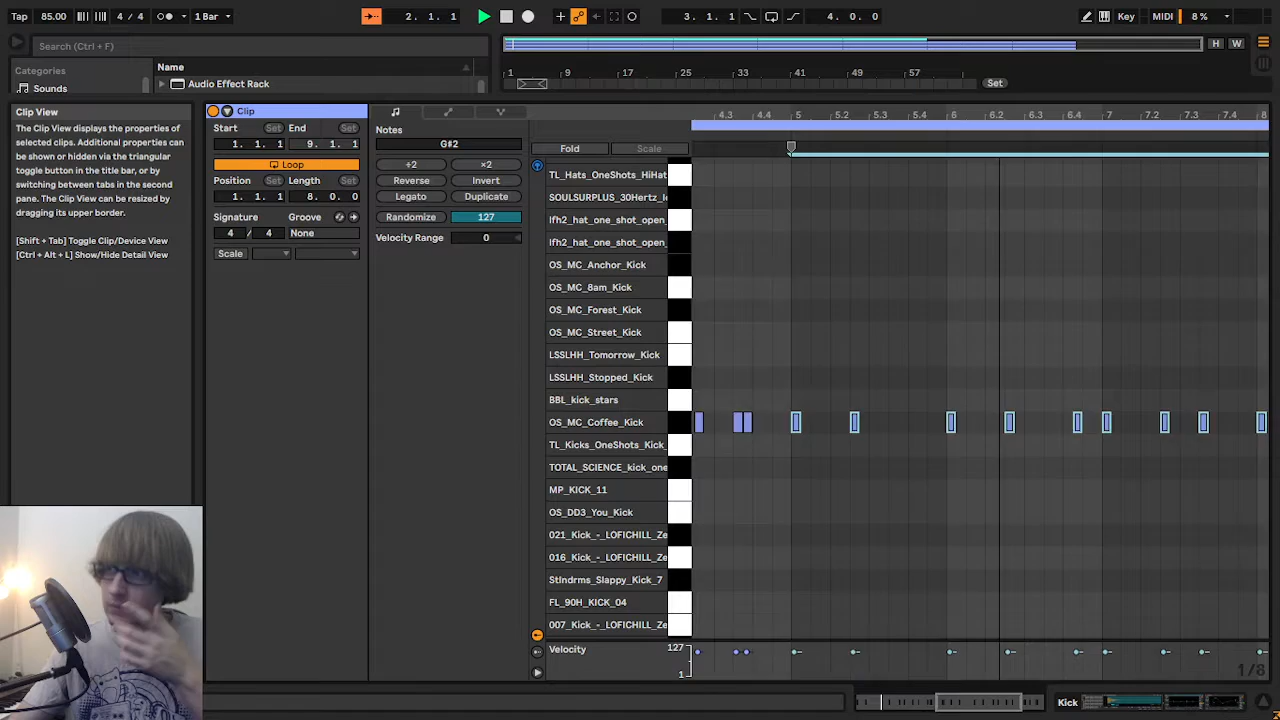 Tap 85.00 4 / 4 1 Bar 2. 1. 1 3. 1. 1 4. 0. 0 Key MIDI 8 %
Search (Ctrl + F)
Categories Name
Sounds Audio Effect Rack
H W
1 9 17 25 33 41 49 57 Set
Clip View
The Clip View displays the properties of
selected clips. Additional properties
can be shown or hidden via the triangular
toggle button in the title bar, or by
switching between tabs in the second
pane. The Clip View can be resized by
dragging its upper border.
[Shift + Tab] Toggle Clip/Device View
[Ctrl + Alt + L] Show/Hide Detail View
Clip
Start Set End Set
1. 1. 1 9. 1. 1
Loop
Position Set Length Set
1. 1. 1 8. 0. 0
Signature Groove
4 / 4 None
Scale
Notes
G#2
÷2 ×2
Reverse Invert
Legato Duplicate
Randomize 127
Velocity Range 0
4.3 4.4 5 5.2 5.3 5.4 6 6.2 6.3 6.4 7 7.2 7.3 7.4 8
Fold Scale
TL_Hats_OneShots_HiHat
SOULSURPLUS_30Hertz_lo
lfh2_hat_one_shot_open_
lfh2_hat_one_shot_open_
OS_MC_Anchor_Kick
OS_MC_8am_Kick
OS_MC_Forest_Kick
OS_MC_Street_Kick
LSSLHH_Tomorrow_Kick
LSSLHH_Stopped_Kick
BBL_kick_stars
OS_MC_Coffee_Kick
TL_Kicks_OneShots_Kick_
TOTAL_SCIENCE_kick_one
MP_KICK_11
OS_DD3_You_Kick
021_Kick_-_LOFICHILL_Ze
016_Kick_-_LOFICHILL_Ze
StIndrms_Slappy_Kick_7
FL_90H_KICK_04
007_Kick_-_LOFICHILL_Ze
Velocity 127
1
1/8
Kick